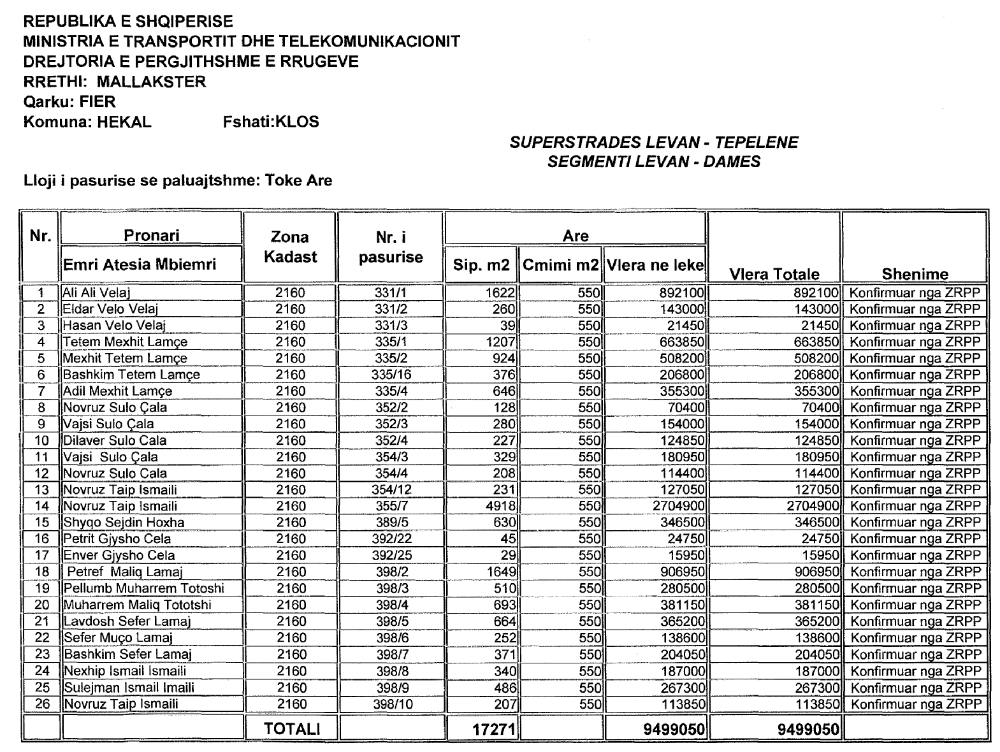 REPUBLIKA E SHQIPERISE
MINISTRIA E TRANSPORTIT DHE TELEKOMUNIKACIONIT
DREJTORIA E PERGJITHSHME E RRUGEVE
RRETHI: MALLAKSTER
Qarku: FIER
Komuna: HEKAL Fshati:KLOS
SUPERSTRADES LEVAN - TEPELENE
SEGMENTI LEVAN - DAMES
Lloji i pasurise se paluajtshme: Toke Are
Nr. Pronari Zona Kadast Nr. i pasurise Are Vlera Totale Shenime
Emri Atesia Mbiemri Sip. m2 Cmimi m2 Vlera ne leke
1 Ali Ali Velaj 2160 331/1 1622 550 892100 892100 Konfirmuar nga ZRPP
2 Eldar Velo Velaj 2160 331/2 260 550 143000 143000 Konfirmuar nga ZRPP
3 Hasan Velo Velaj 2160 331/3 39 550 21450 21450 Konfirmuar nga ZRPP
4 Tetem Mexhit Lamçe 2160 335/1 1207 550 663850 663850 Konfirmuar nga ZRPP
5 Mexhit Tetem Lamçe 2160 335/2 924 550 508200 508200 Konfirmuar nga ZRPP
6 Bashkim Tetem Lamçe 2160 335/16 376 550 206800 206800 Konfirmuar nga ZRPP
7 Adil Mexhit Lamçe 2160 335/4 646 550 355300 355300 Konfirmuar nga ZRPP
8 Novruz Sulo Çala 2160 352/2 128 550 70400 70400 Konfirmuar nga ZRPP
9 Vajsi Sulo Çala 2160 352/3 280 550 154000 154000 Konfirmuar nga ZRPP
10 Dilaver Sulo Cala 2160 352/4 227 550 124850 124850 Konfirmuar nga ZRPP
11 Vajsi Sulo Çala 2160 354/3 329 550 180950 180950 Konfirmuar nga ZRPP
12 Novruz Sulo Cala 2160 354/4 208 550 114400 114400 Konfirmuar nga ZRPP
13 Novruz Taip Ismaili 2160 354/12 231 550 127050 127050 Konfirmuar nga ZRPP
14 Novruz Taip Ismaili 2160 355/7 4918 550 2704900 2704900 Konfirmuar nga ZRPP
15 Shyqo Sejdin Hoxha 2160 389/5 630 550 346500 346500 Konfirmuar nga ZRPP
16 Petrit Gjysho Cela 2160 392/22 45 550 24750 24750 Konfirmuar nga ZRPP
17 Enver Gjysho Cela 2160 392/25 29 550 15950 15950 Konfirmuar nga ZRPP
18 Petref Maliq Lamaj 2160 398/2 1649 550 906950 906950 Konfirmuar nga ZRPP
19 Pellumb Muharrem Totoshi 2160 398/3 510 550 280500 280500 Konfirmuar nga ZRPP
20 Muharrem Maliq Tototshi 2160 398/4 693 550 381150 381150 Konfirmuar nga ZRPP
21 Lavdosh Sefer Lamaj 2160 398/5 664 550 365200 365200 Konfirmuar nga ZRPP
22 Sefer Muço Lamaj 2160 398/6 252 550 138600 138600 Konfirmuar nga ZRPP
23 Bashkim Sefer Lamaj 2160 398/7 371 550 204050 204050 Konfirmuar nga ZRPP
24 Nexhip Ismail Ismaili 2160 398/8 340 550 187000 187000 Konfirmuar nga ZRPP
25 Sulejman Ismail Imaili 2160 398/9 486 550 267300 267300 Konfirmuar nga ZRPP
26 Novruz Taip Ismaili 2160 398/10 207 550 113850 113850 Konfirmuar nga ZRPP
TOTALI 17271 9499050 9499050